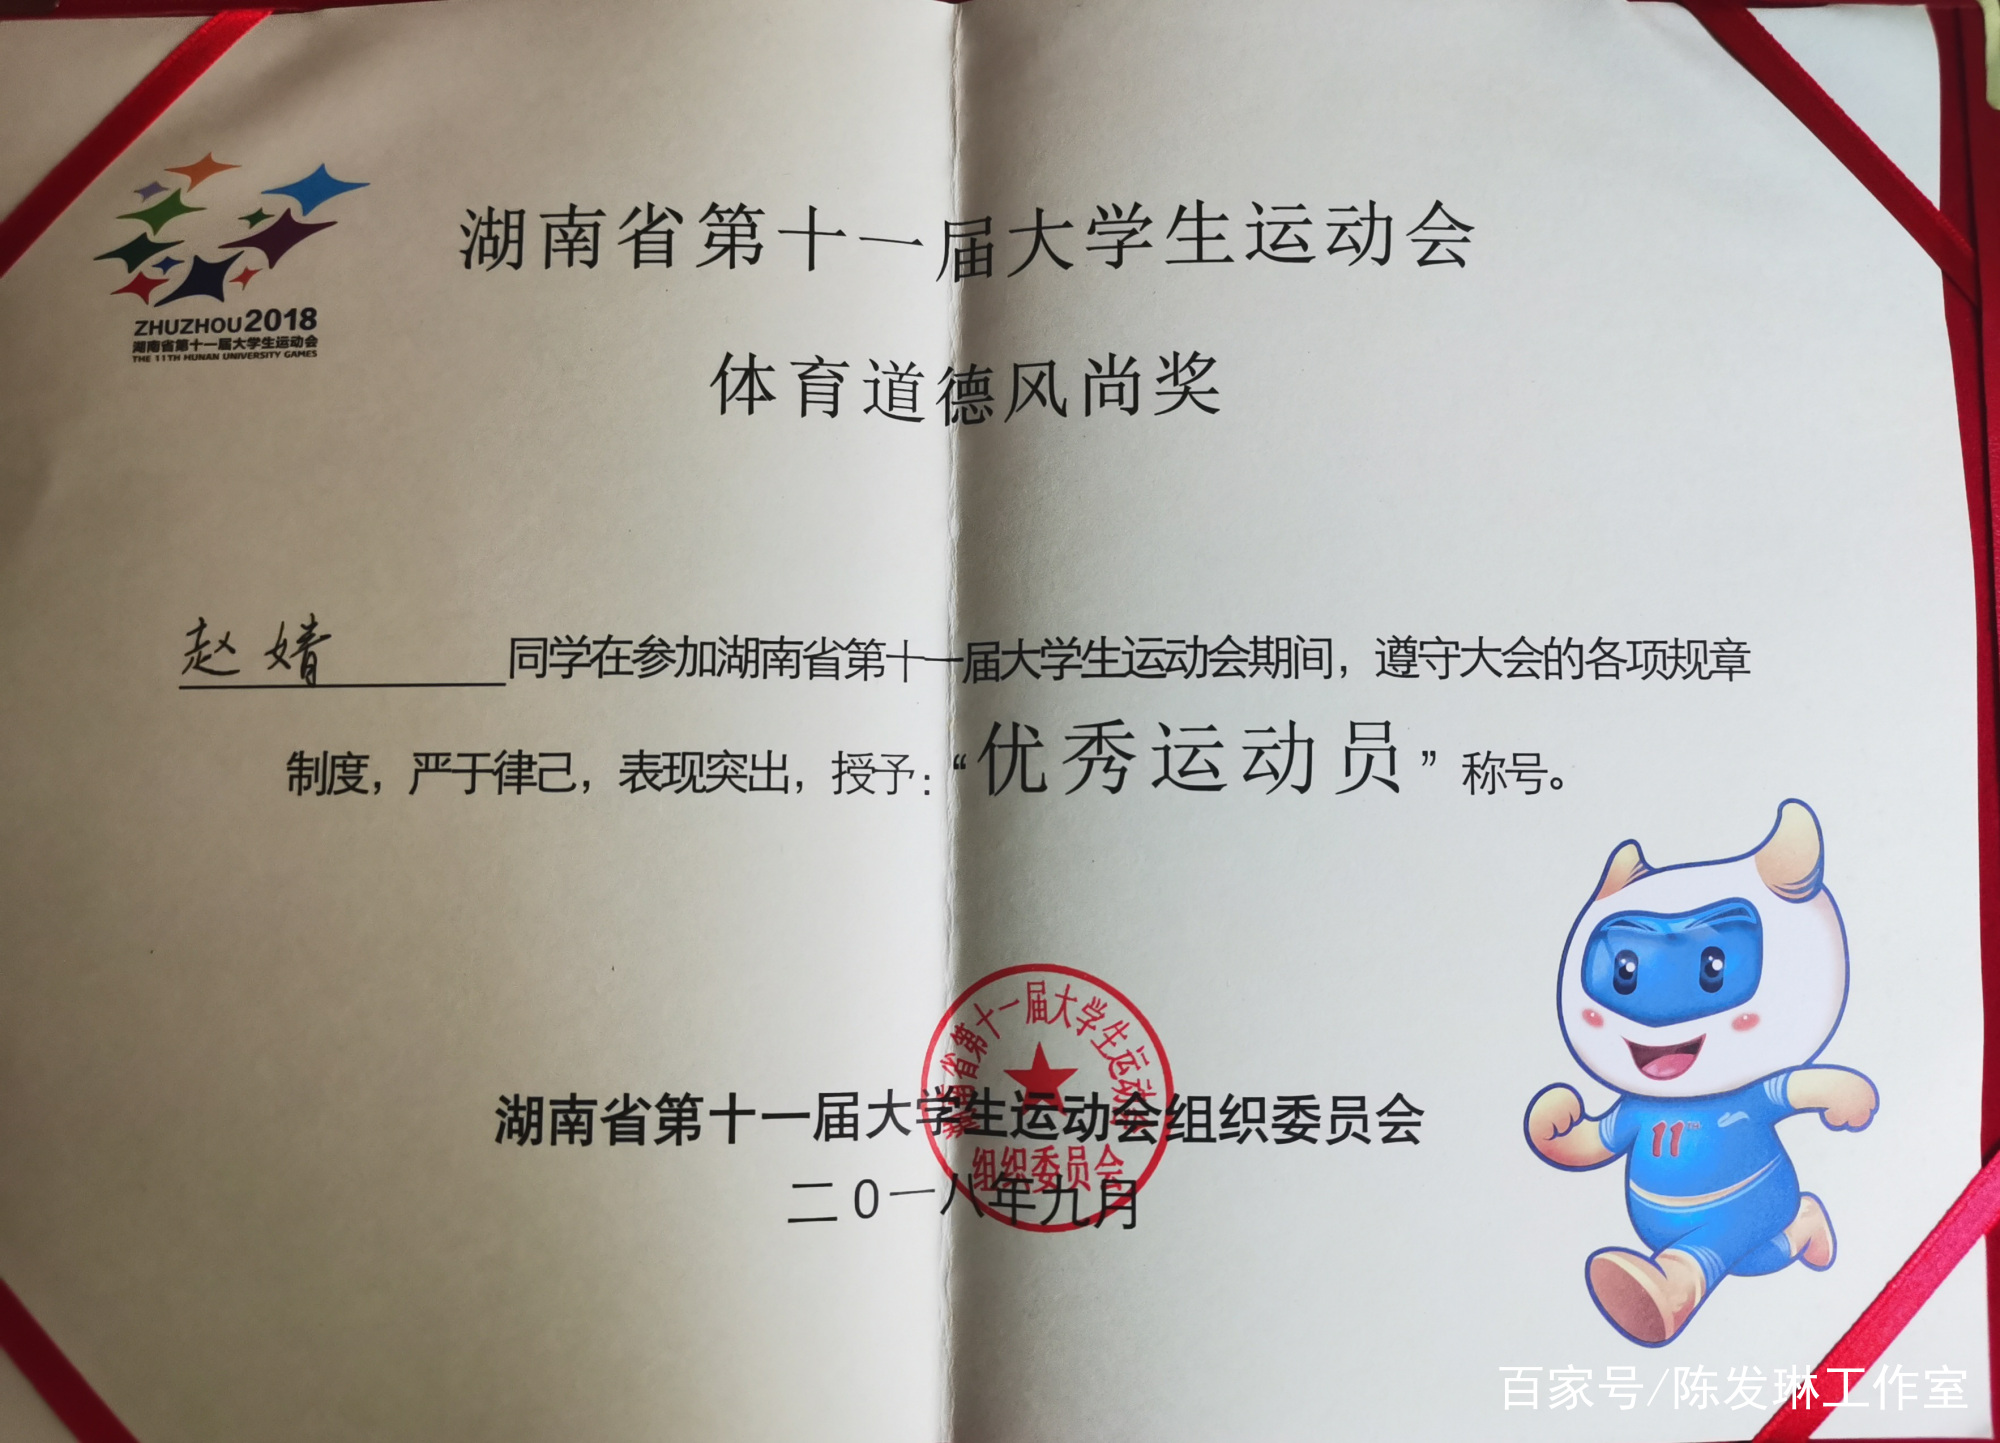 ZHUZHOU 2018
湖南省第十一届大学生运动会
THE 11TH HUNAN UNIVERSITY GAMES
湖南省第十一届大学生运动会
体育道德风尚奖
赵婧 同学在参加湖南省第十一届大学生运动会期间，遵守大会的各项规章
制度，严于律己，表现突出，授予：“优秀运动员”称号。
湖南省第十一届大学生运动会组织委员会
二0一八年九月
湖南省第十一届大学生运动会
组织委员会
11
百家号/陈发琳工作室